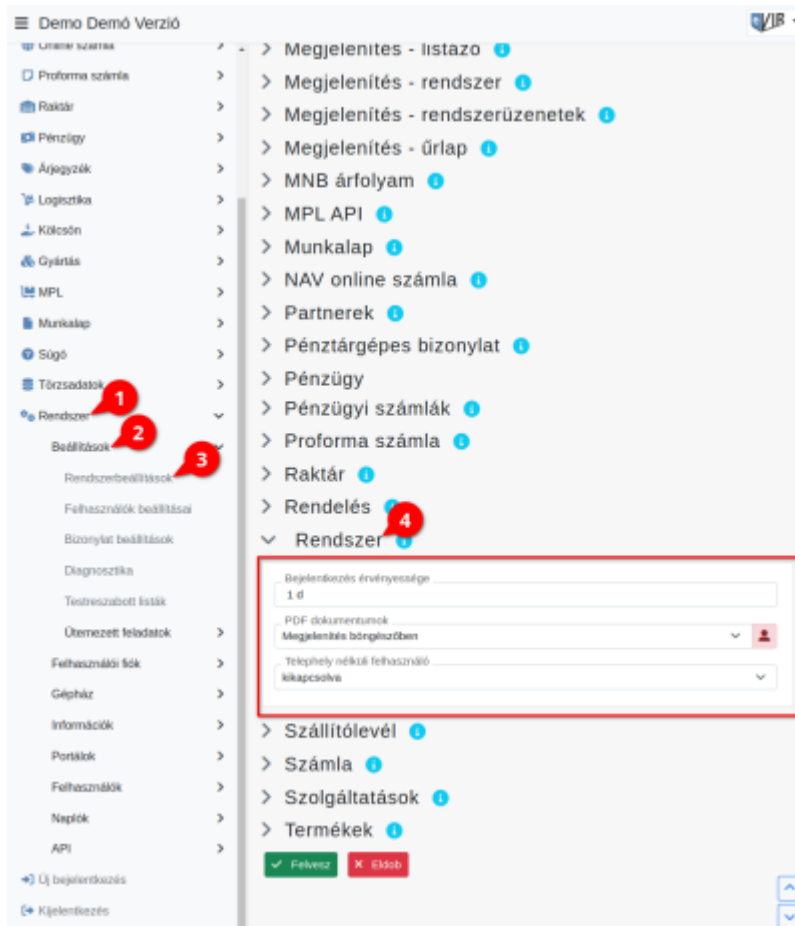 Demo Demó Verzió
VIR
Online számla
Proforma számla
Raktár
Pénzügy
Árjegyzék
Logisztika
Kölcsön
Gyártás
MPL
Munkalap
Súgó
Törzsadatok
1
Rendszer
2
Beállítások
3
Rendszerbeállítások
Felhasználók beállításai
Bizonylat beállítások
Diagnosztika
Testreszabott listák
Ütemezett feladatok
Felhasználói fiók
Gépház
Információk
Portálok
Felhasználók
Naplók
API
Új bejelentkezés
Kijelentkezés
Megjelenítés - listázó
Megjelenítés - rendszer
Megjelenítés - rendszerüzenetek
Megjelenítés - űrlap
MNB árfolyam
MPL API
Munkalap
NAV online számla
Partnerek
Pénztárgépes bizonylat
Pénzügy
Pénzügyi számlák
Proforma számla
Raktár
Rendelés
4
Rendszer
Bejelentkezés érvényessége
1 d
PDF dokumentumok
Megjelenítés böngészőben
Telephely nélküli felhasználó
kikapcsolva
Szállítólevél
Számla
Szolgáltatások
Termékek
Felvesz
Eldob